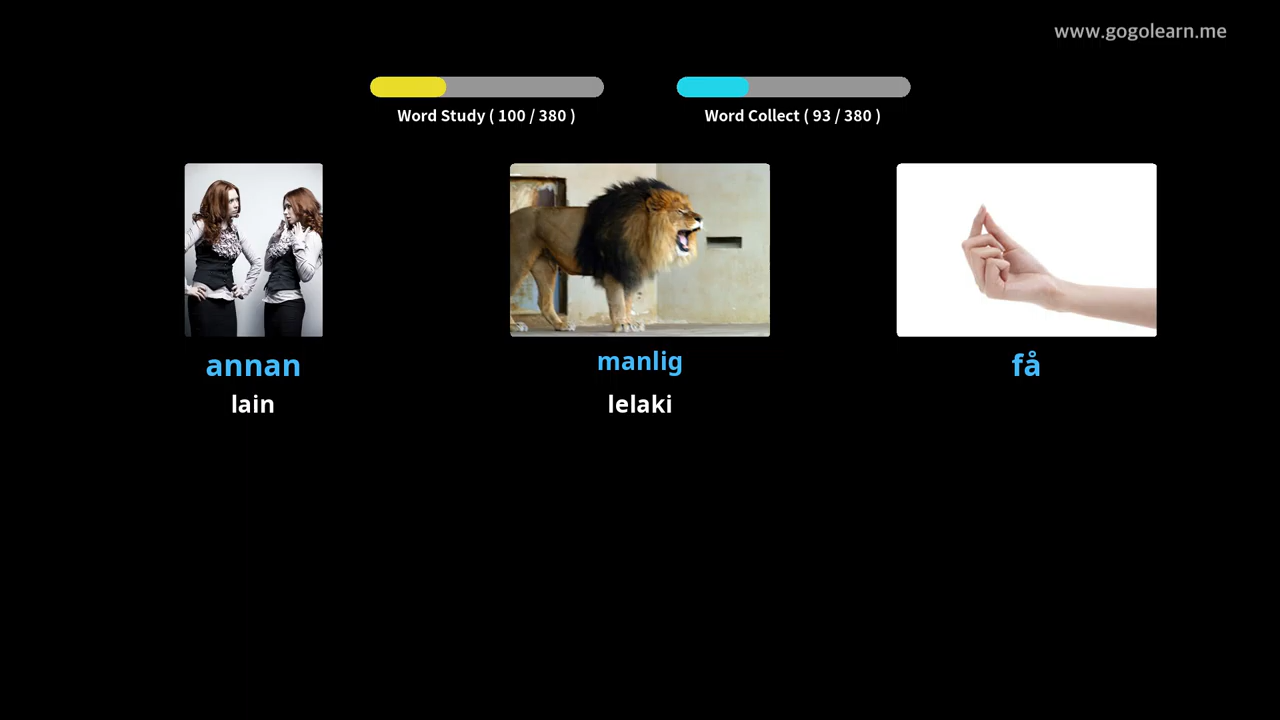 www.gogolearn.me
Word Study ( 100 / 380 )
Word Collect ( 93 / 380 )
annan
manlig
få
lain
lelaki